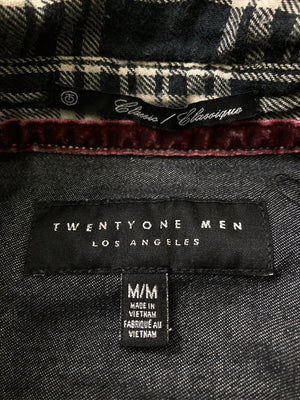 Classic / Classique
TWENTYONE MEN
LOS ANGELES
M/M
MADE IN
VIETNAM
FABRIQUÉ AU
VIETNAM